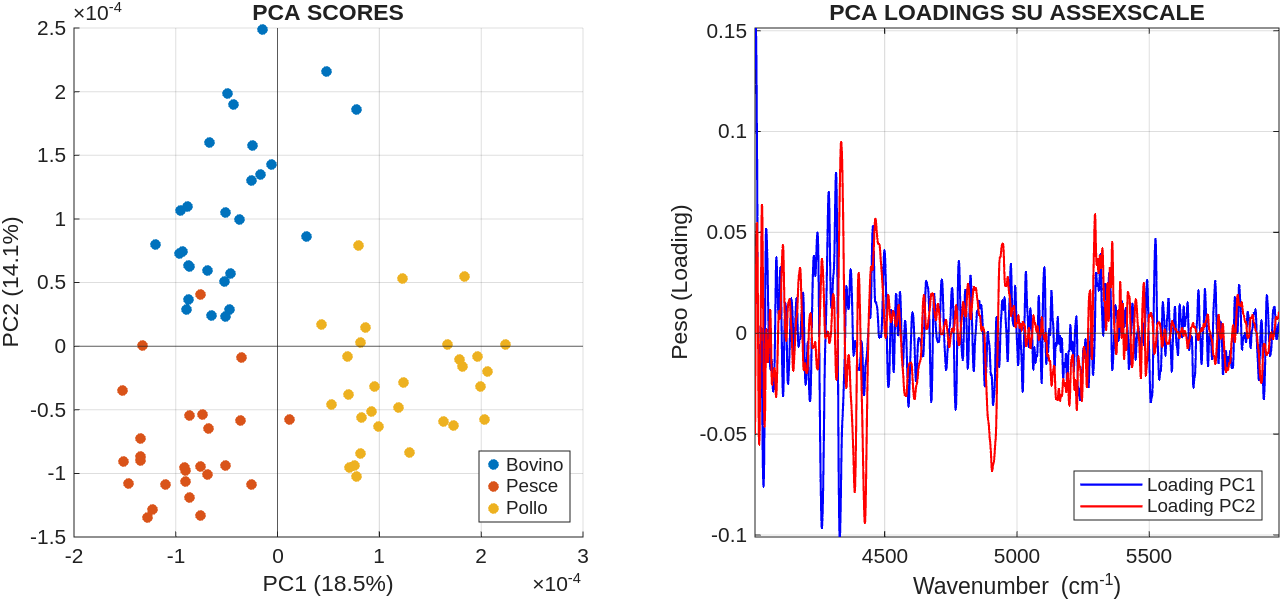 PCA SCORES
×10⁻⁴
2.5
2
1.5
1
0.5
0
-0.5
-1
-1.5
PC2 (14.1%)
-2
-1
0
1
2
3
×10⁻⁴
PC1 (18.5%)
Bovino
Pesce
Pollo
PCA LOADINGS SU ASSEXSCALE
0.15
0.1
0.05
0
-0.05
-0.1
Peso (Loading)
4500
5000
5500
Wavenumber (cm⁻¹)
Loading PC1
Loading PC2